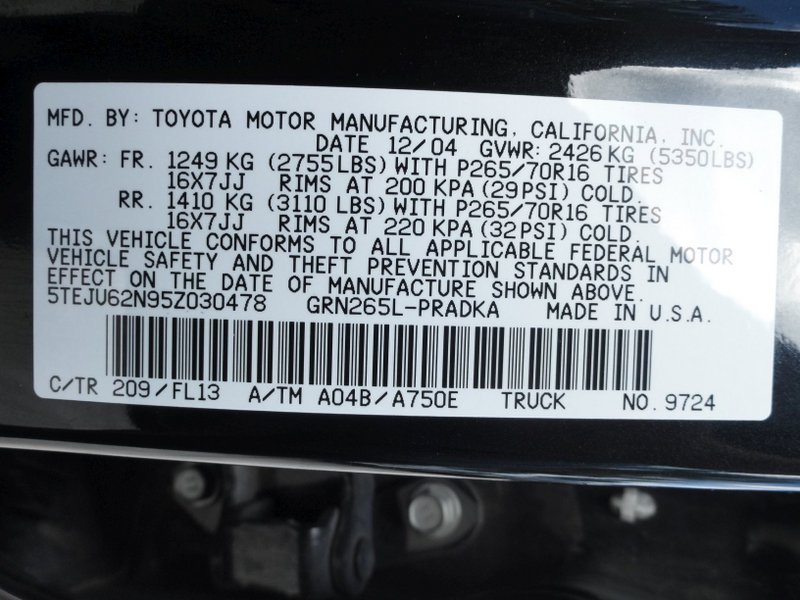 MFD. BY: TOYOTA MOTOR MANUFACTURING, CALIFORNIA, INC.
DATE 12/04 GVWR: 2426 KG (5350LBS)
GAWR: FR. 1249 KG (2755LBS) WITH P265/70R16 TIRES
16X7JJ RIMS AT 200 KPA (29PSI) COLD.
RR. 1410 KG (3110 LBS) WITH P265/70R16 TIRES
16X7JJ RIMS AT 220 KPA (32PSI) COLD.
THIS VEHICLE CONFORMS TO ALL APPLICABLE FEDERAL MOTOR
VEHICLE SAFETY AND THEFT PREVENTION STANDARDS IN
EFFECT ON THE DATE OF MANUFACTURE SHOWN ABOVE.
5TEJU62N95Z030478 GRN265L-PRADKA MADE IN U.S.A.
C/TR 209/FL13 A/TM A04B/A750E TRUCK NO. 9724